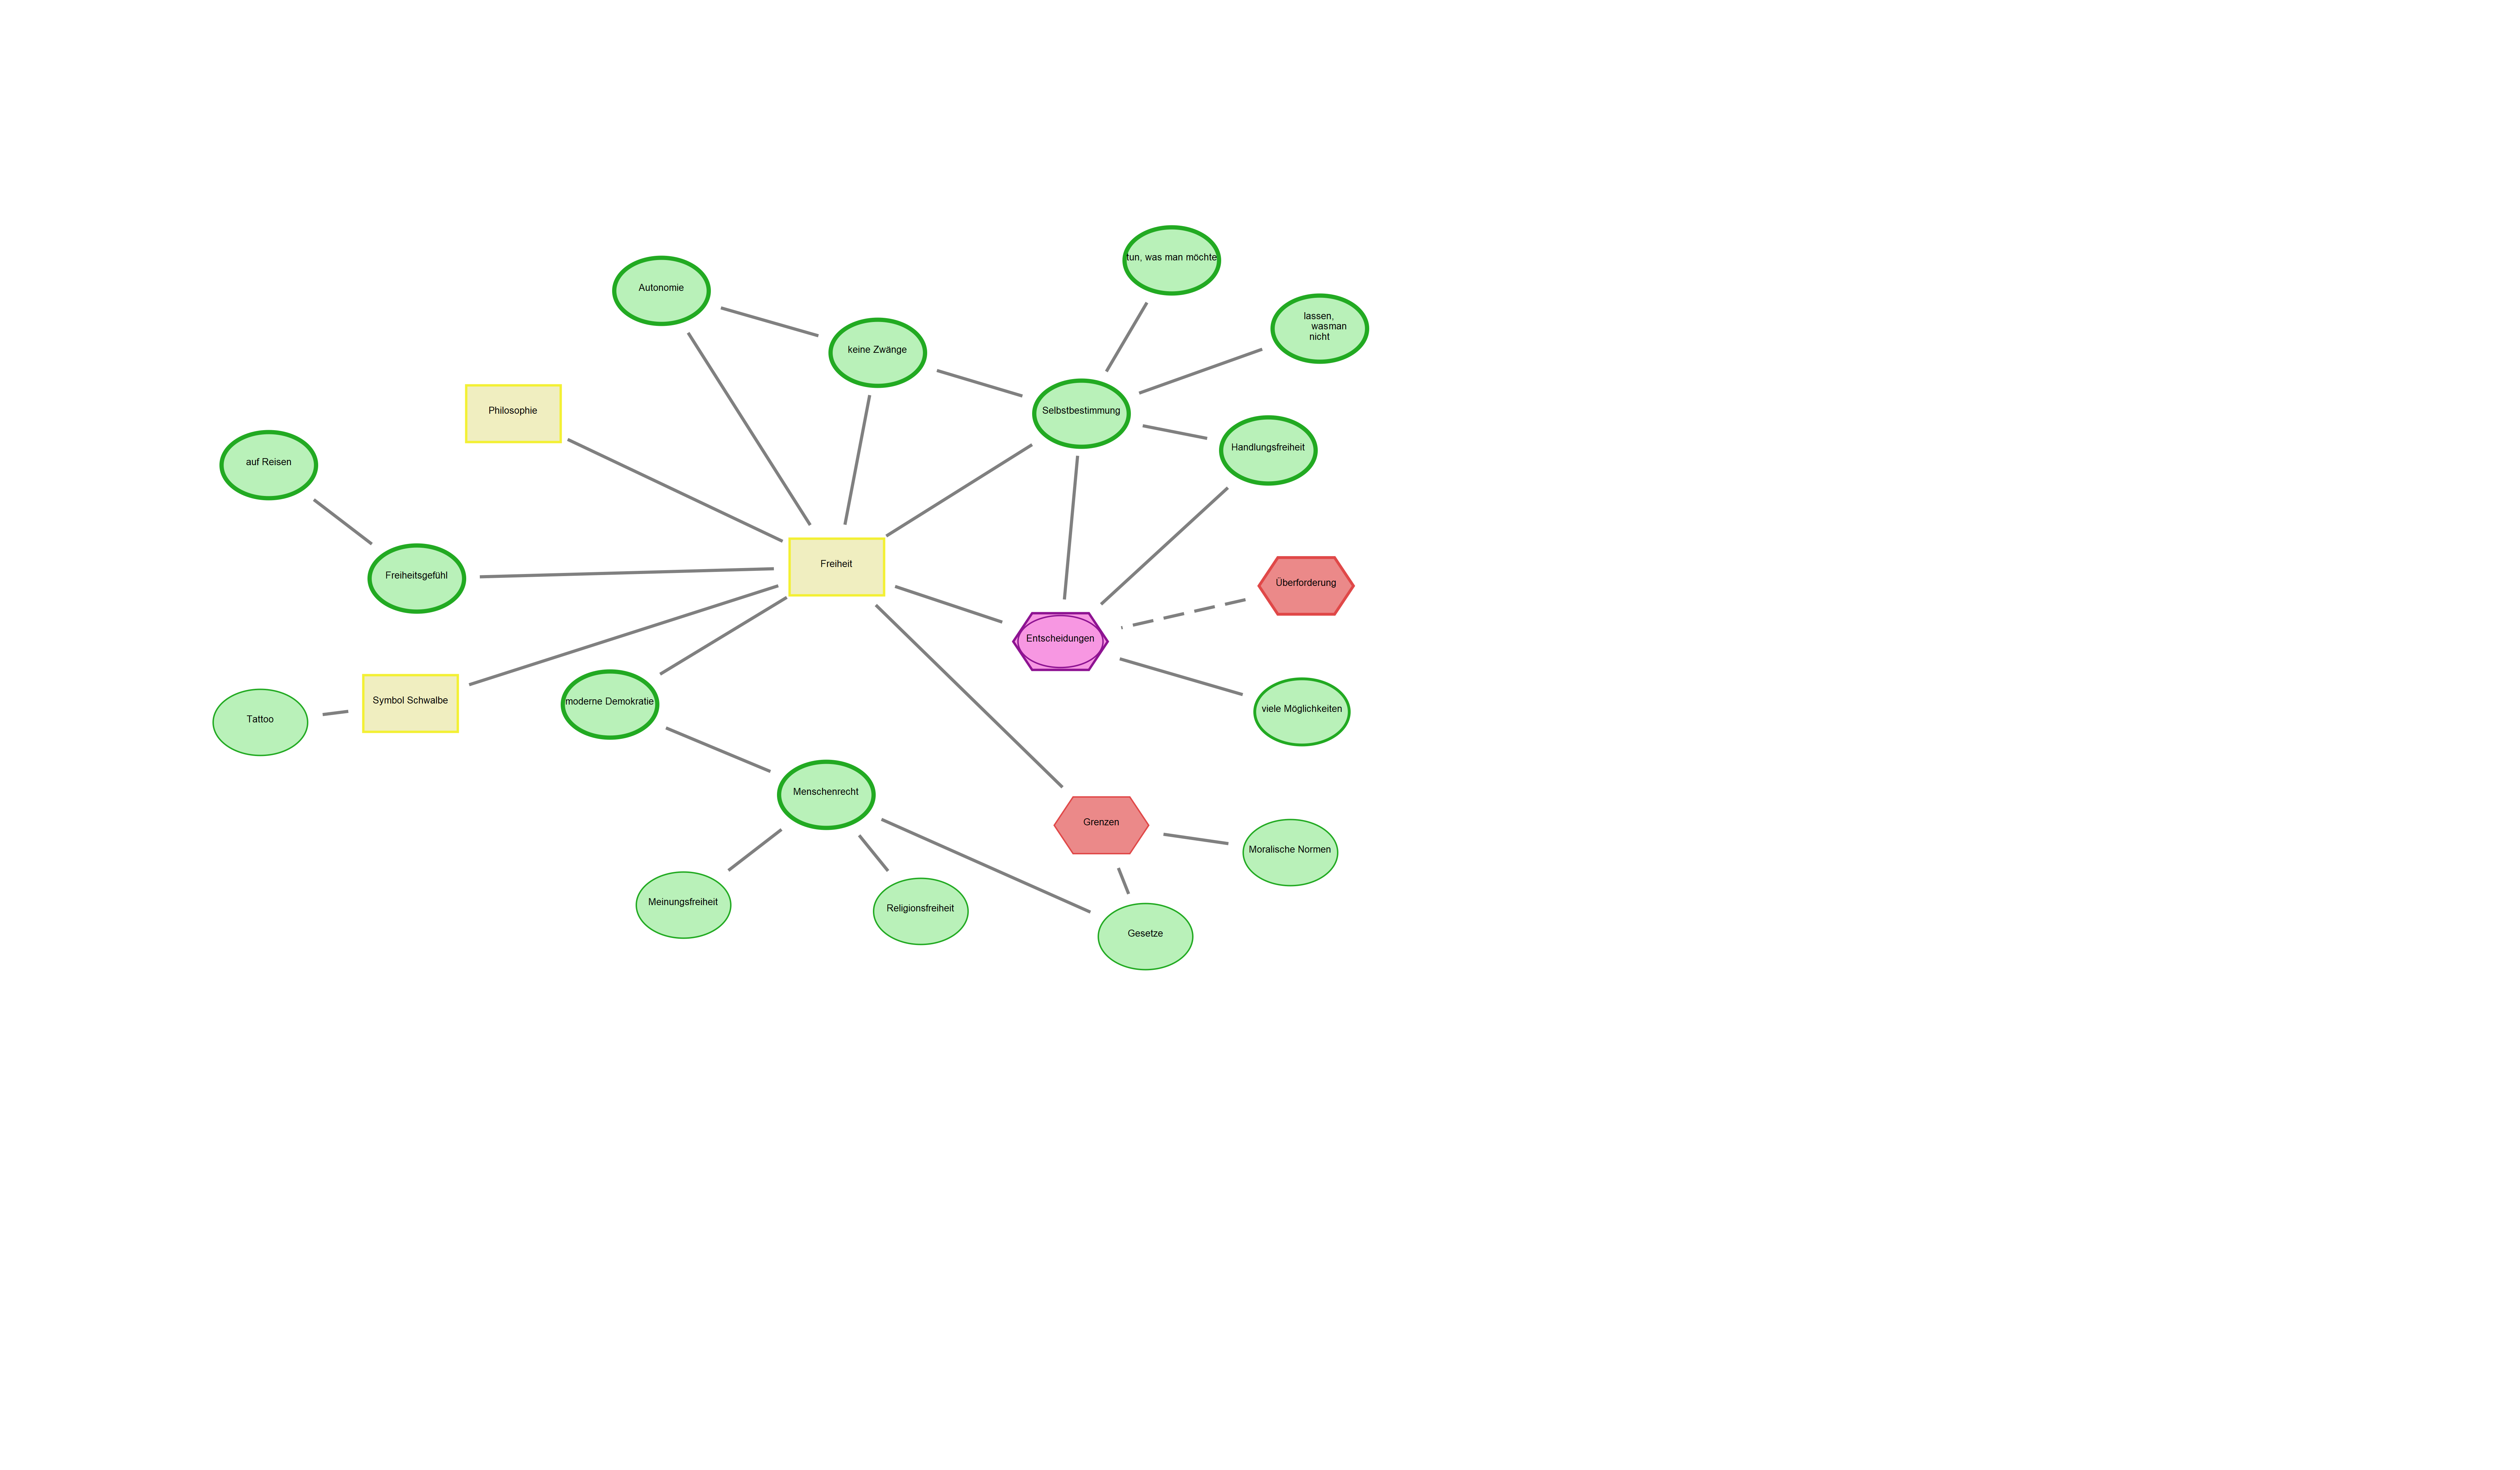 tun, was man möchte
Autonomie
lassen,
wasman
nicht
keine Zwänge
Philosophie
Selbstbestimmung
Handlungsfreiheit
auf Reisen
Freiheit
Freiheitsgefühl
Überforderung
Entscheidungen
Symbol Schwalbe
moderne Demokratie
viele Möglichkeiten
Tattoo
Menschenrecht
Grenzen
Moralische Normen
Meinungsfreiheit
Religionsfreiheit
Gesetze